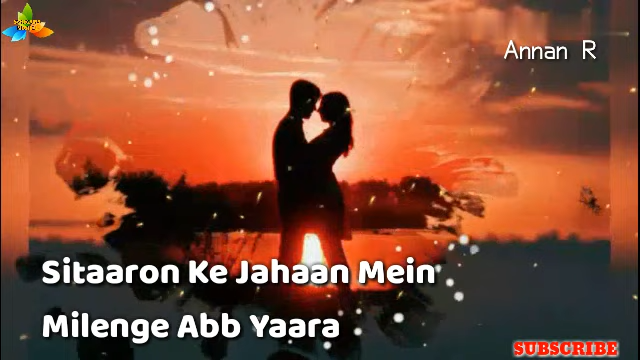 Annan R
Sitaaron Ke Jahaan Mein
Milenge Abb Yaara
SUBSCRIBE